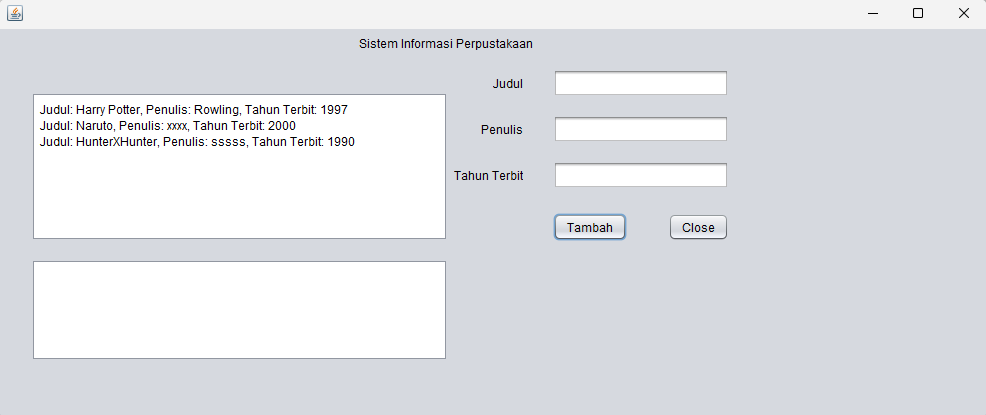 Sistem Informasi Perpustakaan
Judul: Harry Potter, Penulis: Rowling, Tahun Terbit: 1997
Judul: Naruto, Penulis: xxxx, Tahun Terbit: 2000
Judul: HunterXHunter, Penulis: sssss, Tahun Terbit: 1990
Judul
Penulis
Tahun Terbit
Tambah
Close